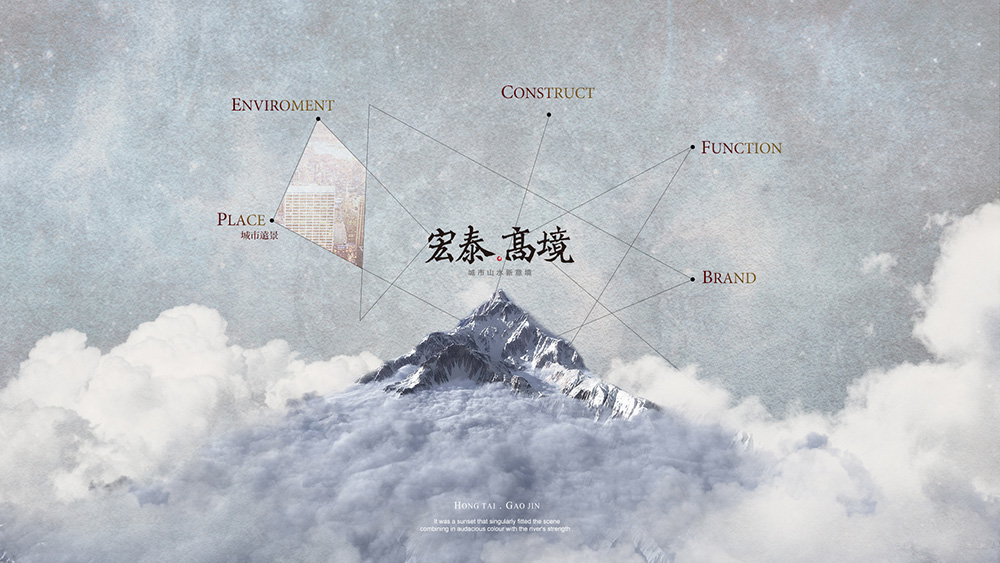 CONSTRUCT
ENVIROMENT
FUNCTION
PLACE
城市遠景
宏泰.高境
城市山水新意境
BRAND
HONG TAI . GAO JIN
It was a sunset that singularly fitted the scene
combining in audacious colour with the river's strength